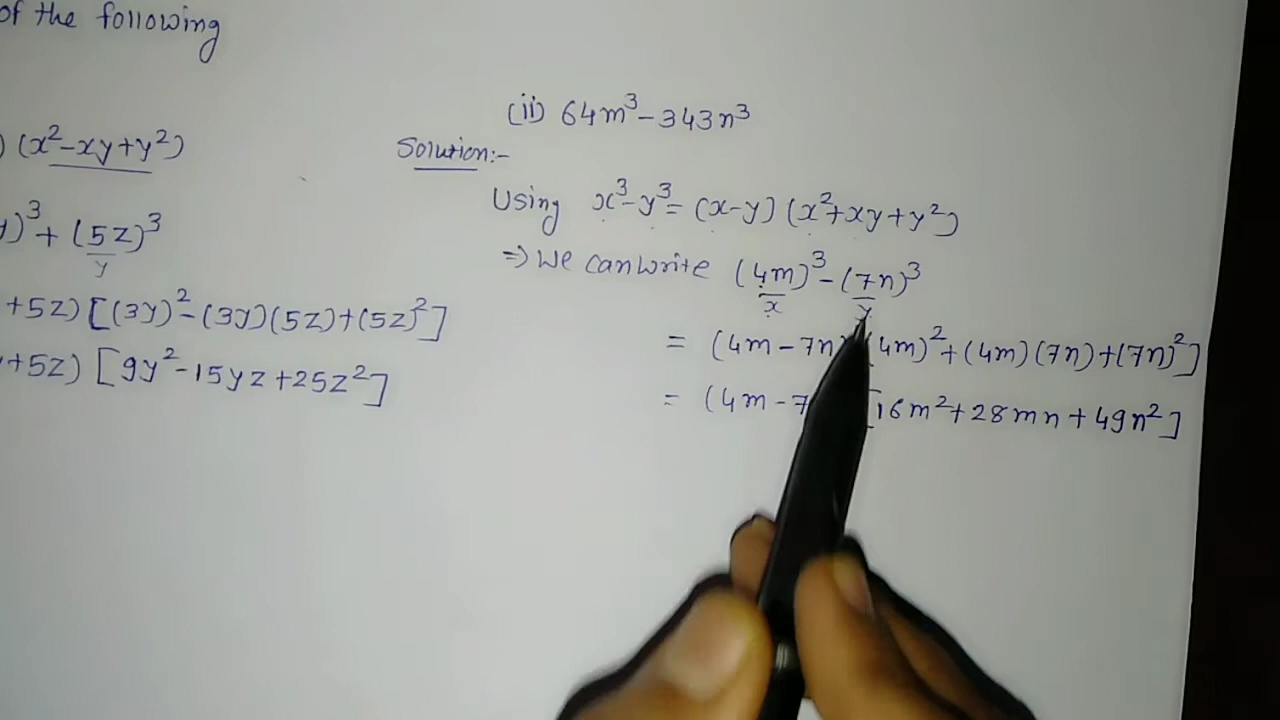 of the following
) (x²-xy+y²)
y)³ + (5z)³
y
+5z) [(3y)² - (3y)(5z) + (5z)²]
+5z) [9y² - 15yz + 25z²]
(ii) 64m³ - 343n³
Solution:-
Using x³ - y³ = (x-y) (x²+xy+y²)
⇒ We can write (4m)³ - (7n)³
x y
= (4m - 7n) (4m)² + (4m)(7n) + (7n)²]
= (4m - 7 [16m² + 28mn + 49n²]